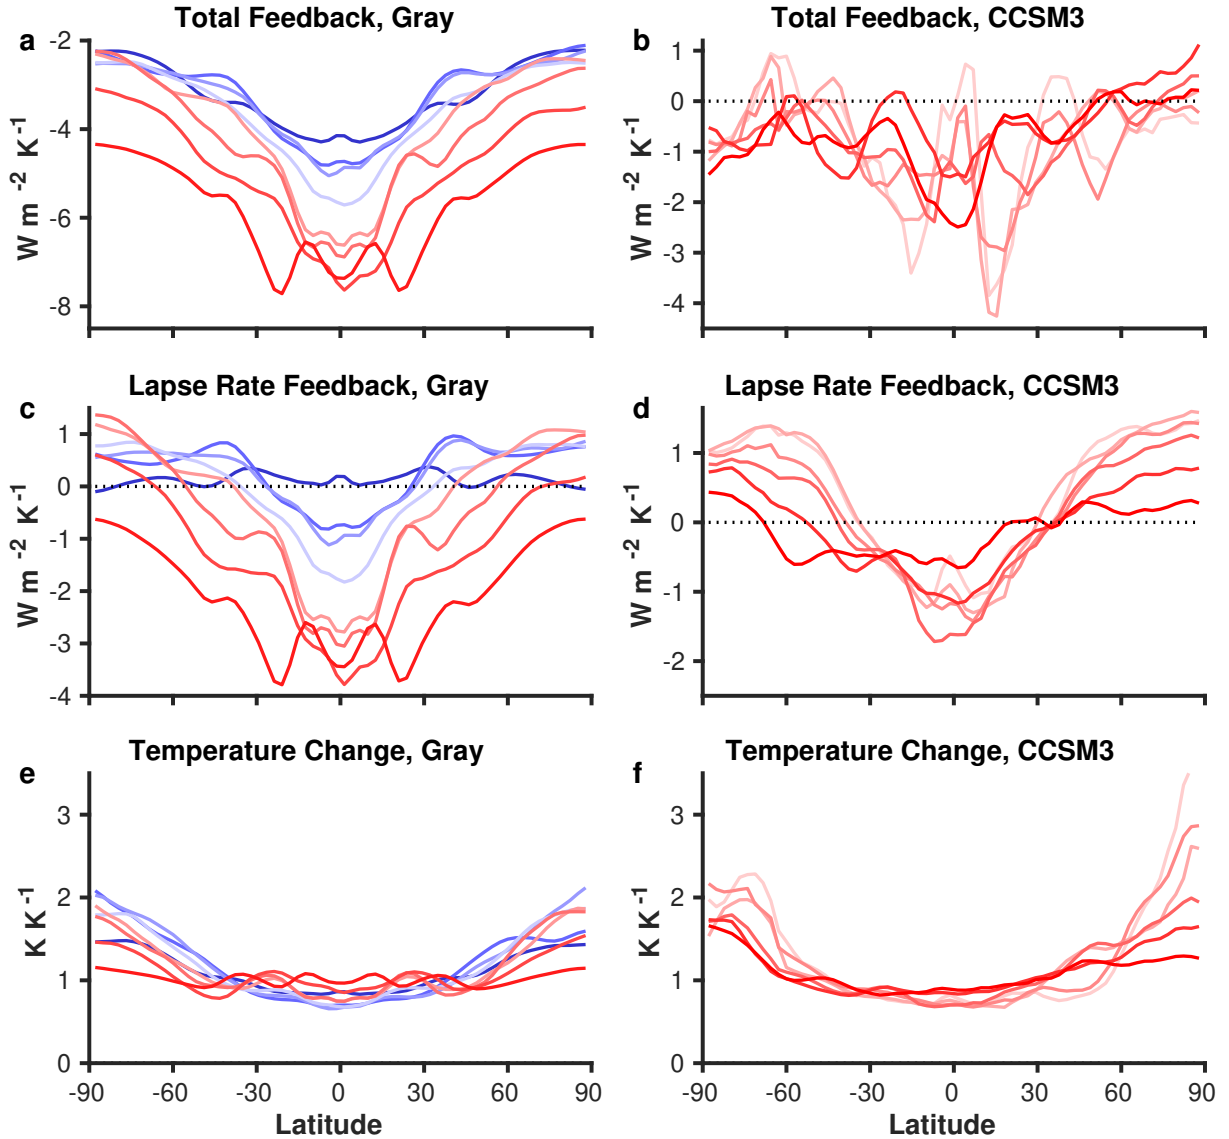 Total Feedback, Gray
a
-2
-4
-6
-8
W m -2 K-1
Total Feedback, CCSM3
b
1
0
-1
-2
-3
-4
W m -2 K-1
Lapse Rate Feedback, Gray
c
1
0
-1
-2
-3
-4
W m -2 K-1
Lapse Rate Feedback, CCSM3
d
1
0
-1
-2
W m -2 K-1
Temperature Change, Gray
e
3
2
1
0
K K-1
-90 -60 -30 0 30 60 90
Latitude
Temperature Change, CCSM3
f
3
2
1
0
K K-1
-90 -60 -30 0 30 60 90
Latitude